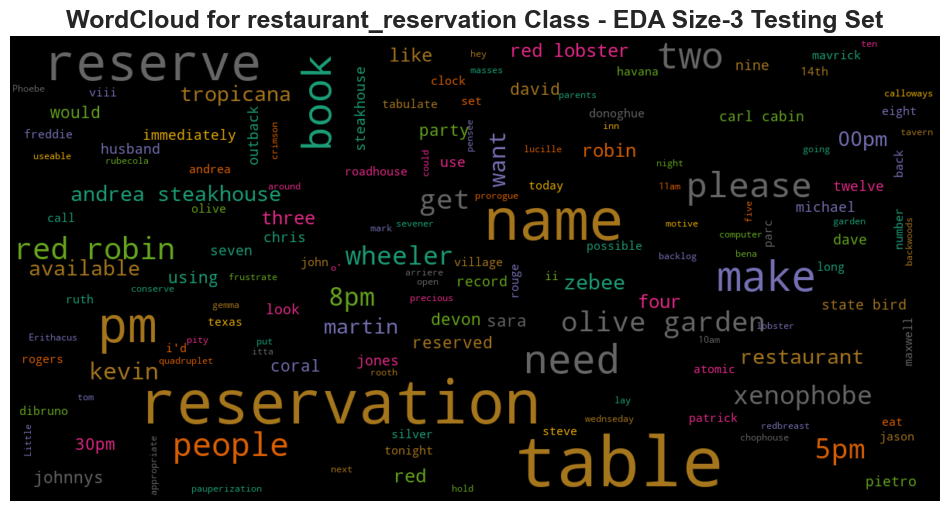 WordCloud for restaurant_reservation Class - EDA Size-3 Testing Set
reserve
book
like
hey
red lobster
two
ten
mavrick
Phoebe
viii
tropicana
steakhouse
clock
masses
david
havana
nine
14th
calloways
would
tabulate
set
parents
donoghue
carl cabin
eight
freddie
immediately
outback
crimson
party
pensee
inn
00pm
tavern
husband
useable
rubecola
andrea
roadhouse
could
use
want
lucille
robin
night
going
back
andrea steakhouse
around
get
prorogue
today
11am
please
twelve
call
olive
three
mark
sevener
name
motive
five
michael
garden
number
backwoods
red robin
seven
chris
wheeler
possible
computer
parc
dave
available
using
frustrate
john
o'
village
arriere
open
record
rouge
ii
zebee
backlog
bena
make
long
conserve
ruth
gemma
texas
look
8pm
precious
four
state bird
Erithacus
pm
pity
put
itta
martin
devon
sara
olive garden
lobster
10am
maxwell
rogers
i'd
quadruplet
kevin
coral
jones
rooth
reserved
need
atomic
restaurant
tom
dibruno
reservation
lay
wednseday
patrick
xenophobe
redbreast
eat
Little
30pm
people
silver
tonight
steve
table
chophouse
5pm
jason
johnnys
appropriate
pauperization
next
red
hold
pietro